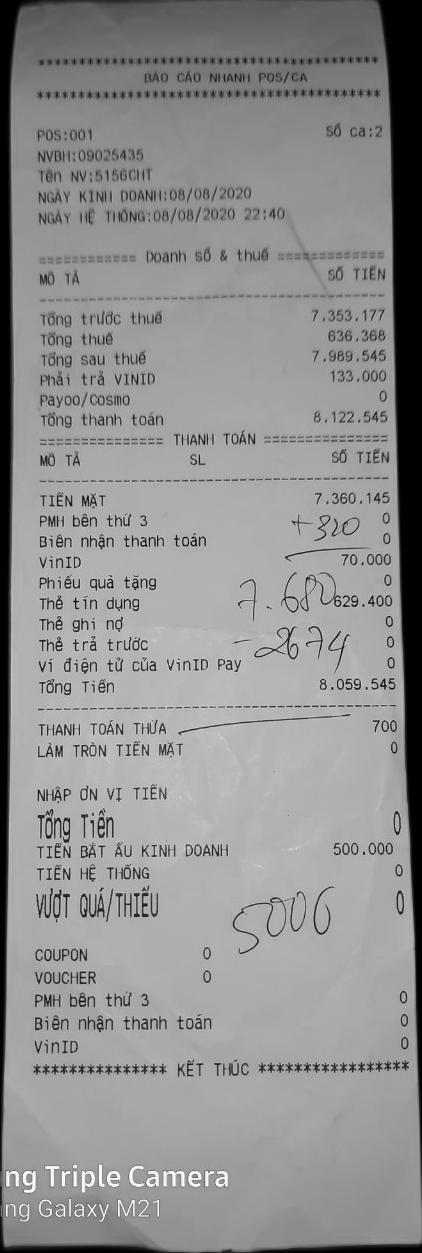 ****************************************
BÁO CÁO NHANH POS/CA
****************************************
POS:001 Số ca:2
NVBH:09025435
Tên NV:5156CHT
NGÀY KINH DOANH:08/08/2020
NGÀY HỆ THỐNG:08/08/2020 22:40
============ Doanh số & thuế =============
MÔ TẢ SỐ TIỀN
Tổng trước thuế 7.353.177
Tổng thuế 636.368
Tổng sau thuế 7.989.545
Phải trả VINID 133.000
Payoo/Cosmo 0
Tổng thanh toán 8.122.545
=============== THANH TOÁN ===============
MÔ TẢ SL SỐ TIỀN
TIỀN MẶT 7.360.145
PMH bên thứ 3 +320 0
Biên nhận thanh toán 0
VinID 70.000
Phiếu quà tặng 0
Thẻ tín dụng 7.680 629.400
Thẻ ghi nợ 0
Thẻ trả trước -2674 0
Ví điện tử của VinID Pay 0
Tổng Tiền 8.059.545
THANH TOÁN THỪA 700
LÀM TRÒN TIỀN MẶT 0
NHẬP ƠN VỊ TIỀN
Tổng Tiền 0
TIỀN BẮT ẦU KINH DOANH 500.000
TIỀN HỆ THỐNG 0
VƯỢT QUÁ/THIẾU 0
5006
COUPON 0
VOUCHER 0
PMH bên thứ 3 0
Biên nhận thanh toán 0
VinID 0
*************** KẾT THÚC *****************
ng Triple Camera
ng Galaxy M21